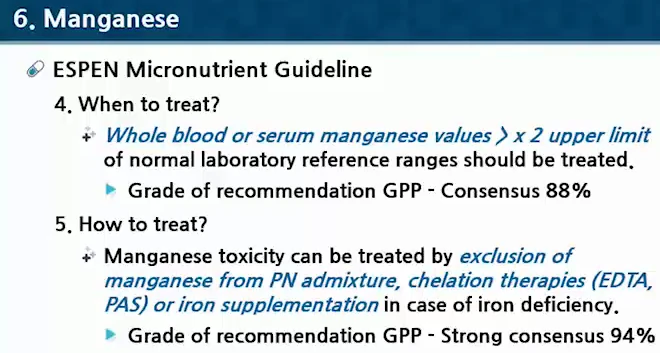 6. Manganese
ESPEN Micronutrient Guideline
4. When to treat?
Whole blood or serum manganese values > x 2 upper limit
of normal laboratory reference ranges should be treated.
Grade of recommendation GPP - Consensus 88%
5. How to treat?
Manganese toxicity can be treated by exclusion of
manganese from PN admixture, chelation therapies (EDTA,
PAS) or iron supplementation in case of iron deficiency.
Grade of recommendation GPP - Strong consensus 94%